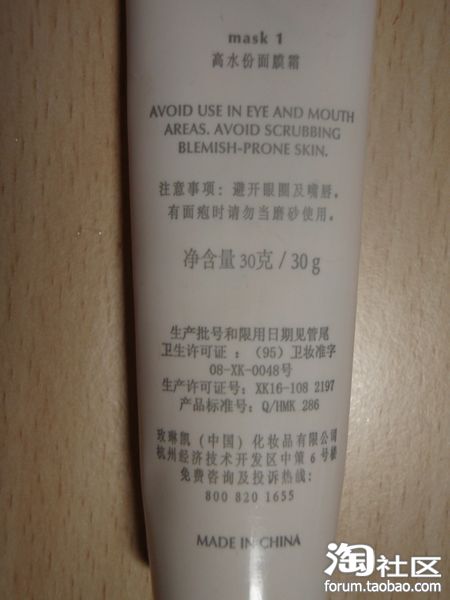 mask 1
高水份面膜霜
AVOID USE IN EYE AND MOUTH
AREAS. AVOID SCRUBBING
BLEMISH-PRONE SKIN.
注意事项：避开眼圈及嘴唇。
有面疱时请勿当磨砂使用。
净含量 30克 / 30 g
生产批号和限用日期见管尾
卫生许可证：（95）卫妆准字
08-XK-0048号
生产许可证号：XK16-108 2197
产品标准号：Q/HMK 286
玫琳凯（中国）化妆品有限公司
杭州经济技术开发区中策6号楼
免费咨询及投诉热线：
800 820 1655
MADE IN CHINA
淘社区
forum.taobao.com